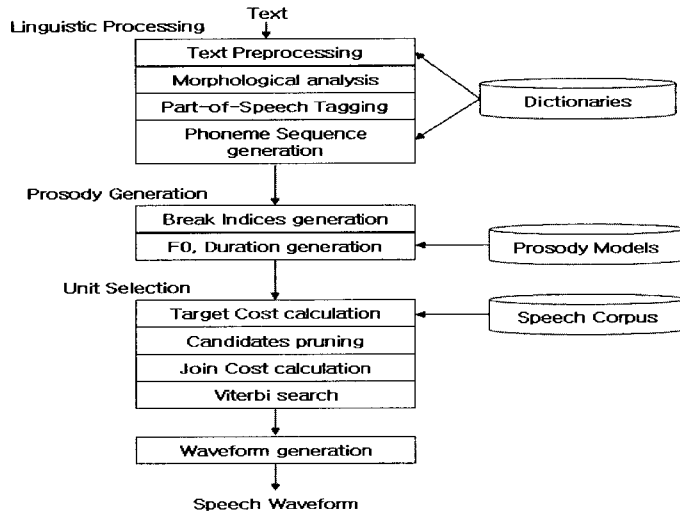 Text
Linguistic Processing
Text Preprocessing
Morphological analysis
Part-of-Speech Tagging
Phoneme Sequence
generation
Dictionaries
Prosody Generation
Break Indices generation
F0, Duration generation
Prosody Models
Unit Selection
Target Cost calculation
Speech Corpus
Candidates pruning
Join Cost calculation
Viterbi search
Waveform generation
Speech Waveform